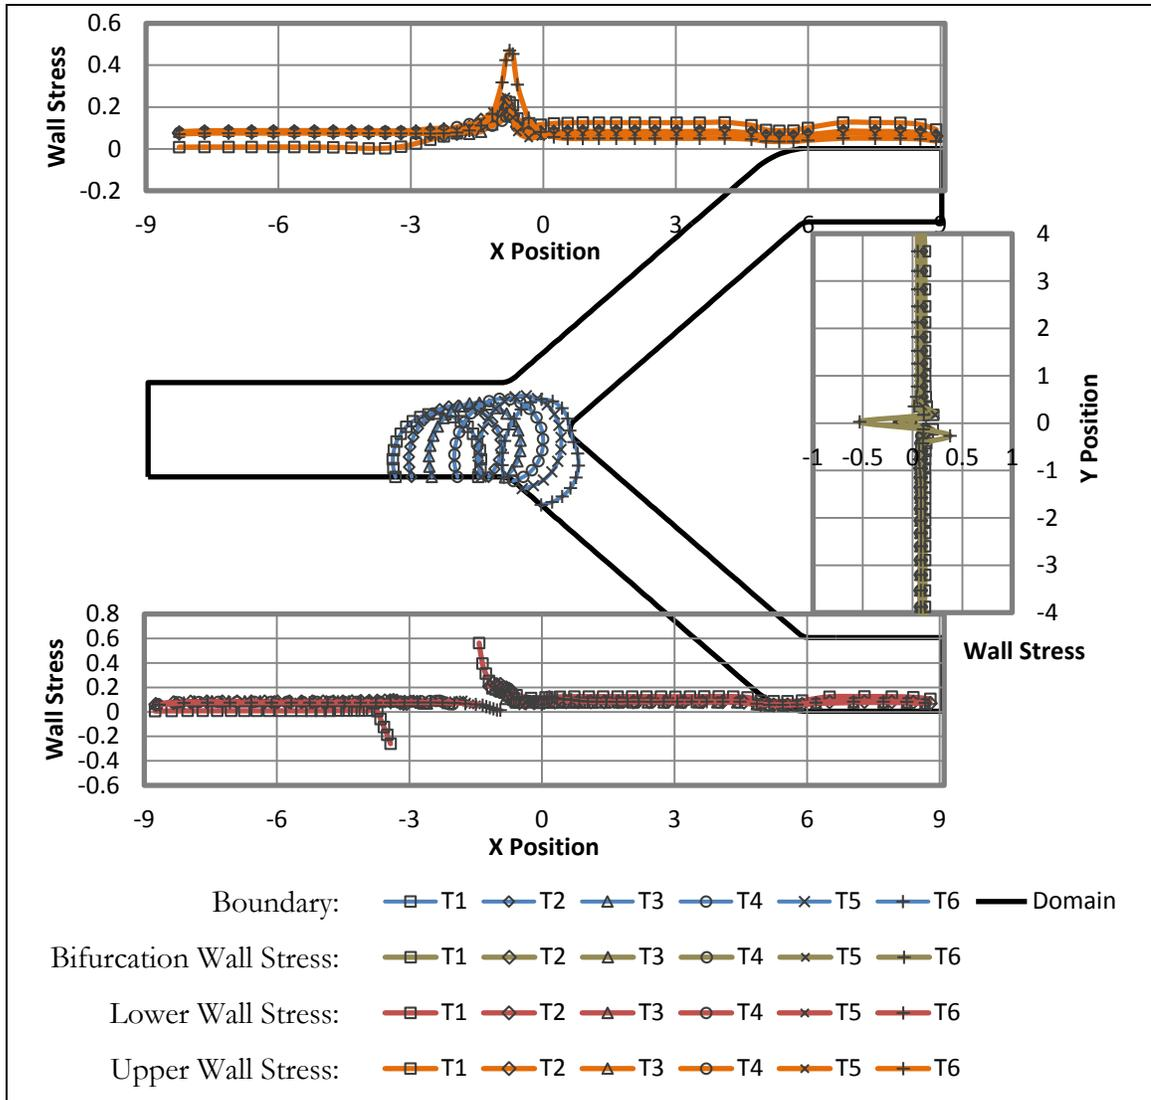 0.6
0.4
0.2
0
-0.2
Wall Stress
-9 -6 -3 0 3 6 9
X Position
4
3
2
1
0
-1
-2
-3
-4
Y Position
-1 -0.5 0 0.5 1
Wall Stress
0.8
0.6
0.4
0.2
0
-0.2
-0.4
-0.6
Wall Stress
-9 -6 -3 0 3 6 9
X Position
Boundary: T1 T2 T3 T4 T5 T6 Domain
Bifurcation Wall Stress: T1 T2 T3 T4 T5 T6
Lower Wall Stress: T1 T2 T3 T4 T5 T6
Upper Wall Stress: T1 T2 T3 T4 T5 T6